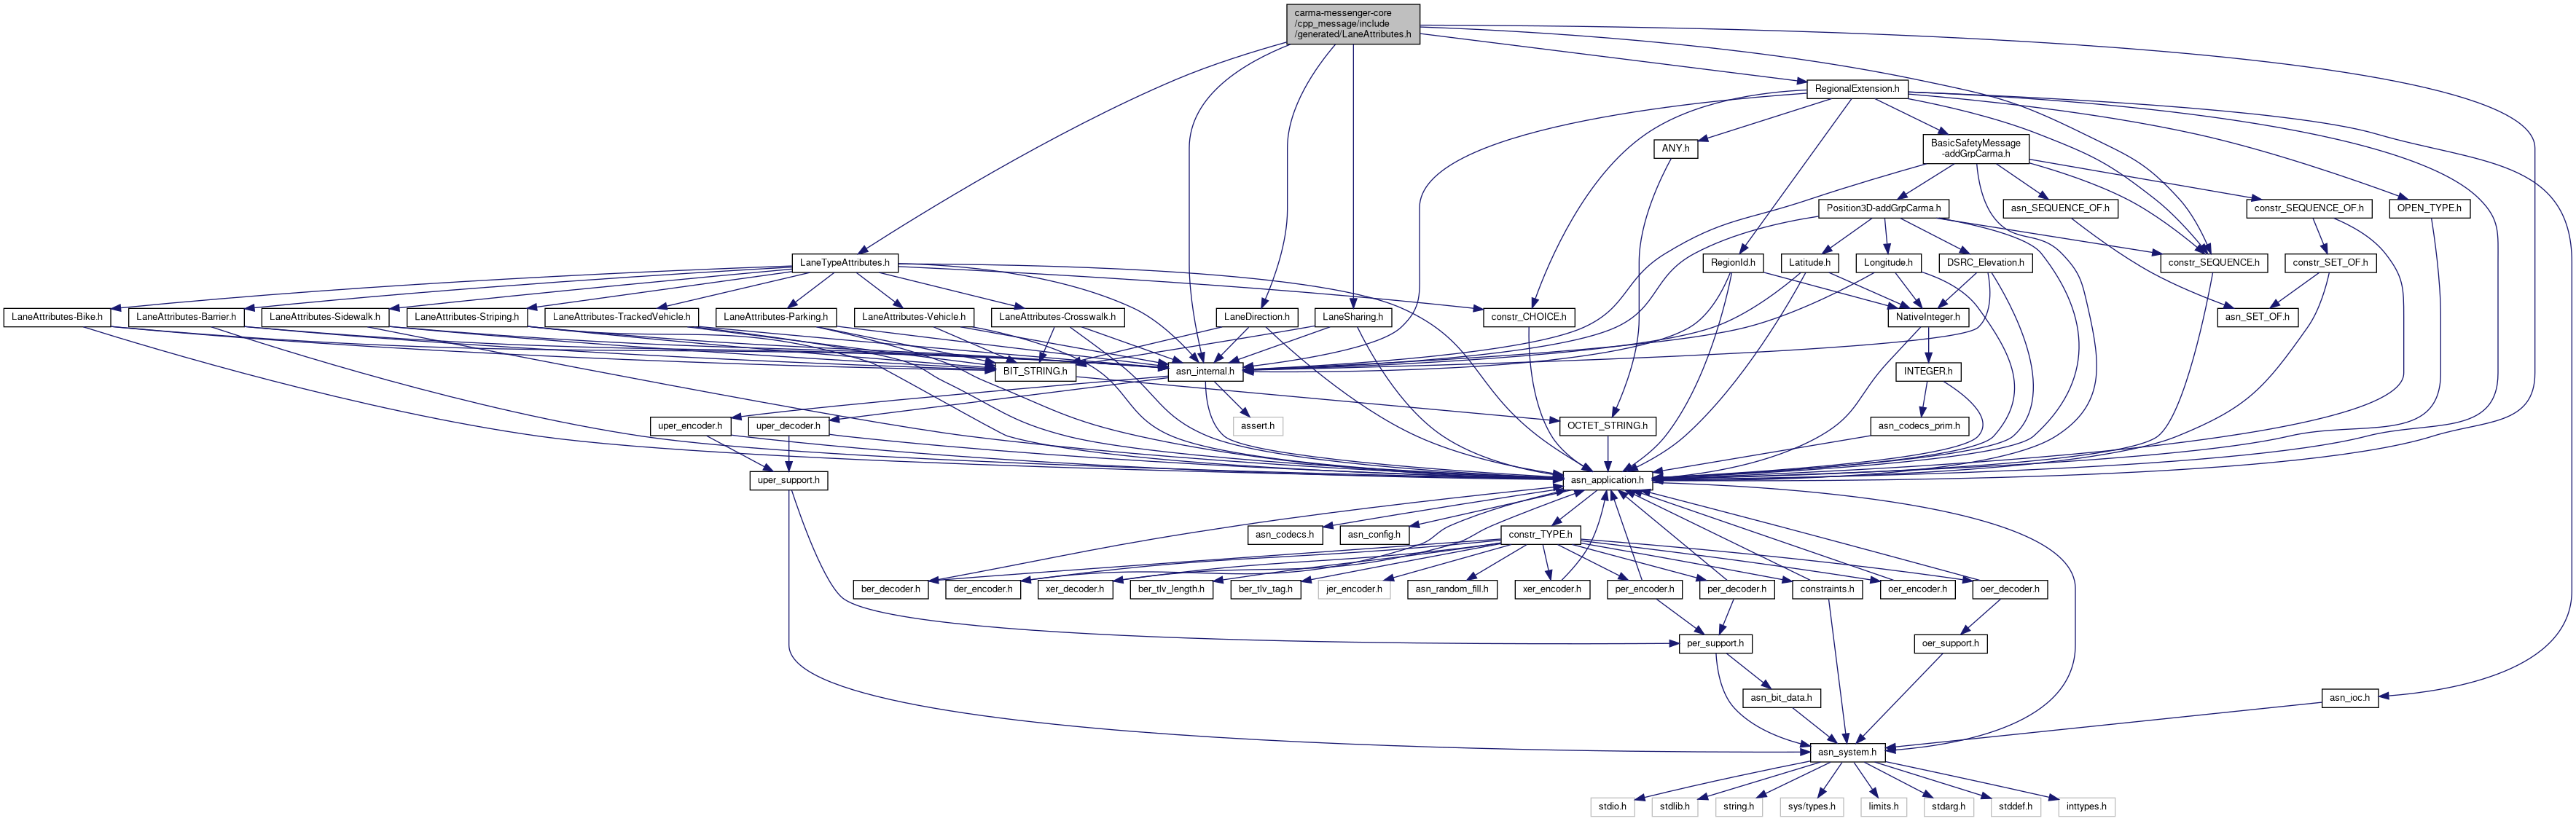 carma-messenger-core
/cpp_message/include
/generated/LaneAttributes.h
RegionalExtension.h
ANY.h
BasicSafetyMessage
-addGrpCarma.h
Position3D-addGrpCarma.h
asn_SEQUENCE_OF.h
constr_SEQUENCE_OF.h
OPEN_TYPE.h
LaneTypeAttributes.h
RegionId.h
Latitude.h
Longitude.h
DSRC_Elevation.h
constr_SEQUENCE.h
constr_SET_OF.h
LaneAttributes-Bike.h
LaneAttributes-Barrier.h
LaneAttributes-Sidewalk.h
LaneAttributes-Striping.h
LaneAttributes-TrackedVehicle.h
LaneAttributes-Parking.h
LaneAttributes-Vehicle.h
LaneAttributes-Crosswalk.h
LaneDirection.h
LaneSharing.h
constr_CHOICE.h
NativeInteger.h
asn_SET_OF.h
BIT_STRING.h
asn_internal.h
INTEGER.h
uper_encoder.h
uper_decoder.h
assert.h
OCTET_STRING.h
asn_codecs_prim.h
uper_support.h
asn_application.h
asn_codecs.h
asn_config.h
constr_TYPE.h
ber_decoder.h
der_encoder.h
xer_decoder.h
ber_tlv_length.h
ber_tlv_tag.h
jer_encoder.h
asn_random_fill.h
xer_encoder.h
per_encoder.h
per_decoder.h
constraints.h
oer_encoder.h
oer_decoder.h
per_support.h
oer_support.h
asn_bit_data.h
asn_ioc.h
asn_system.h
stdio.h
stdlib.h
string.h
sys/types.h
limits.h
stdarg.h
stddef.h
inttypes.h